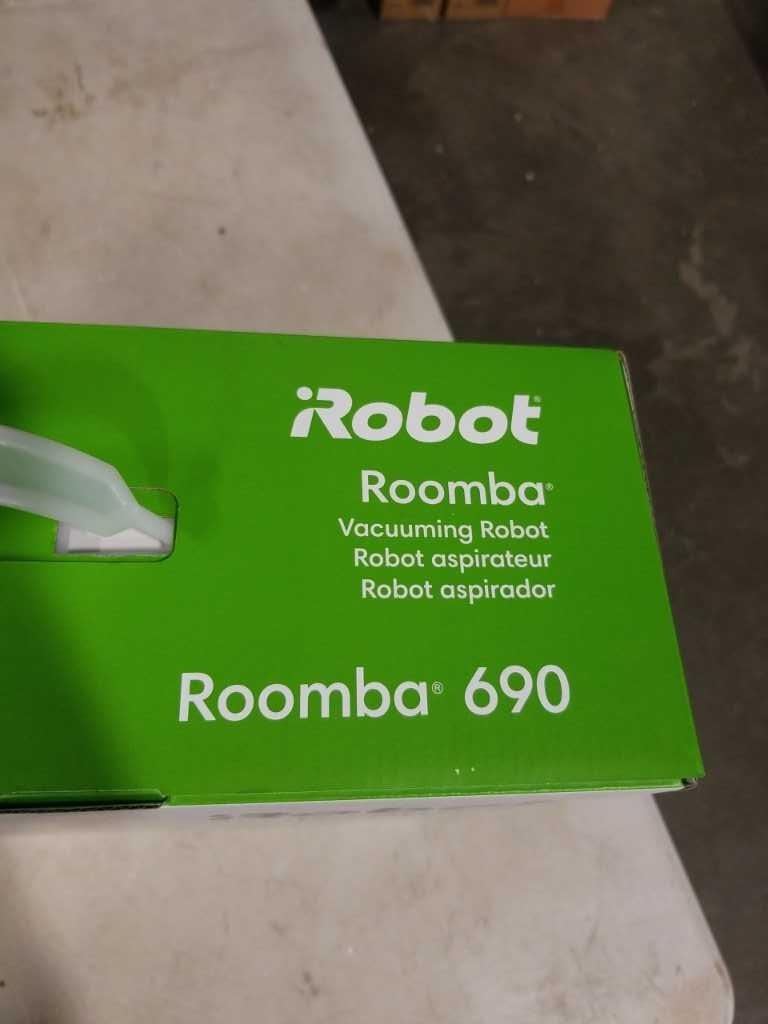 iRobot®
Roomba®
Vacuuming Robot
Robot aspirateur
Robot aspirador
Roomba® 690